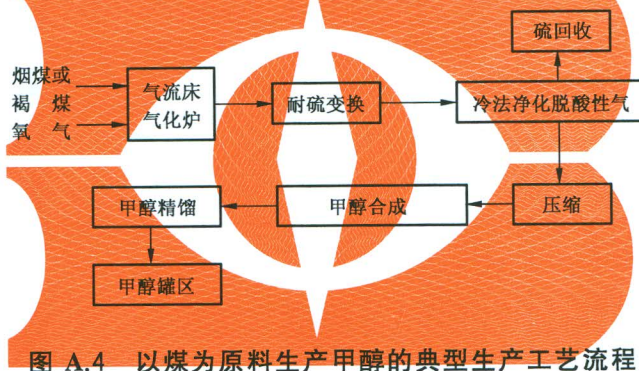 硫回收
烟煤或
褐 煤
氧 气
气流床
气化炉
耐硫变换
冷法净化脱酸性气
甲醇精馏
甲醇合成
压缩
甲醇罐区
图 A.4 以煤为原料生产甲醇的典型生产工艺流程